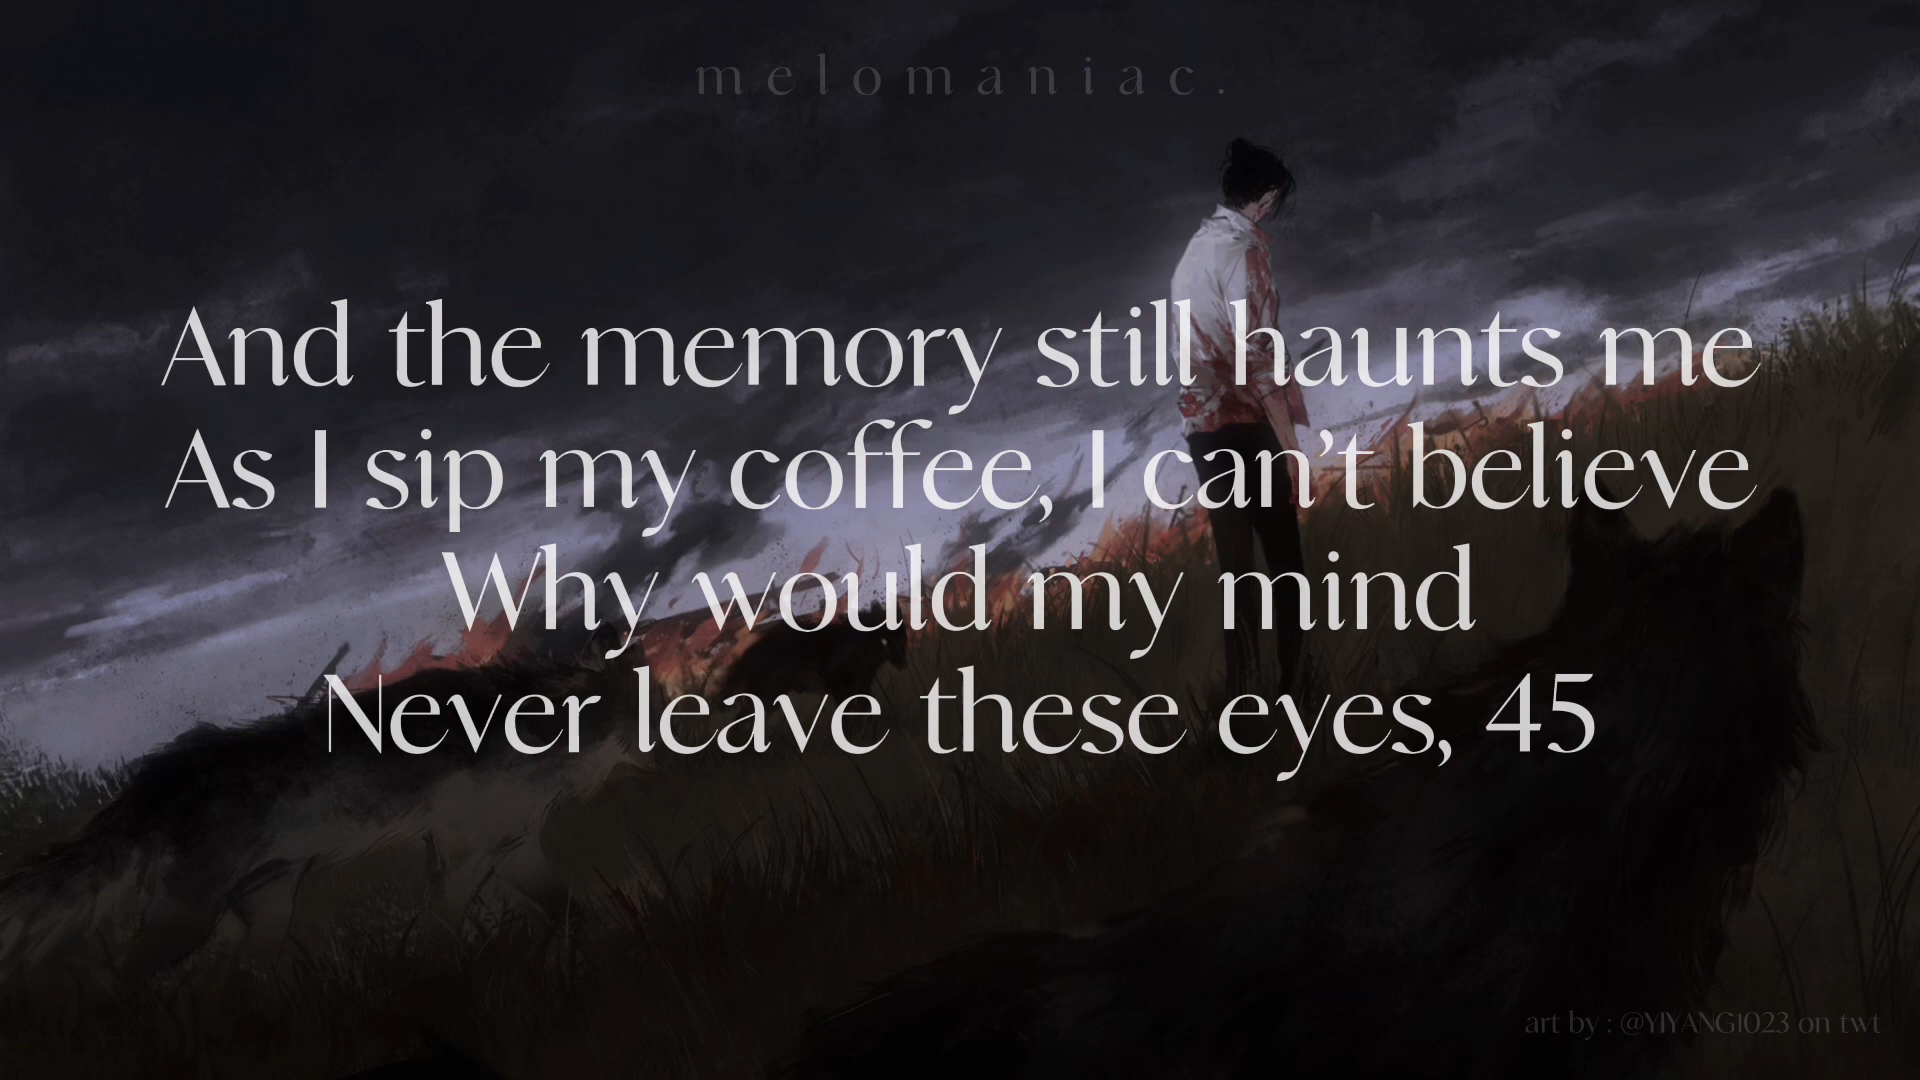 melomaniac.
And the memory still haunts me
As I sip my coffee, I can’t believe
Why would my mind
Never leave these eyes, 45
art by : @YIYANG1023 on twt